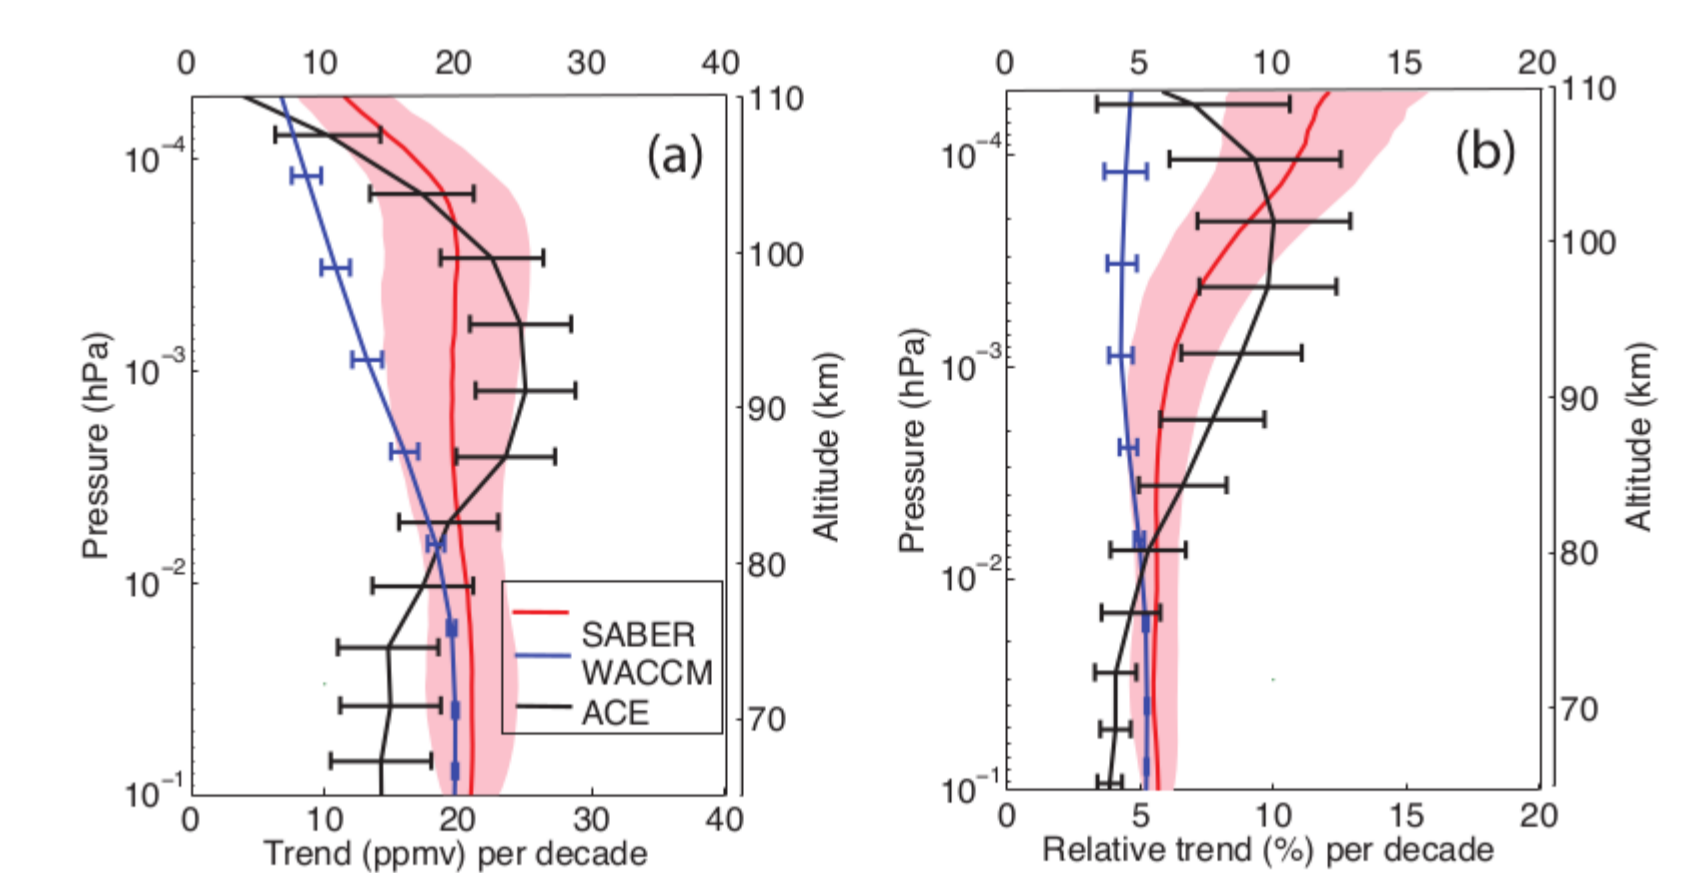 0 10 20 30 40
(a)
110
100
90
80
70
10⁻⁴
10⁻³
10⁻²
10⁻¹
Pressure (hPa)
Altitude (km)
SABER
WACCM
ACE
0 10 20 30 40
Trend (ppmv) per decade
0 5 10 15 20
(b)
110
100
90
80
70
10⁻⁴
10⁻³
10⁻²
10⁻¹
Pressure (hPa)
Altitude (km)
0 5 10 15 20
Relative trend (%) per decade